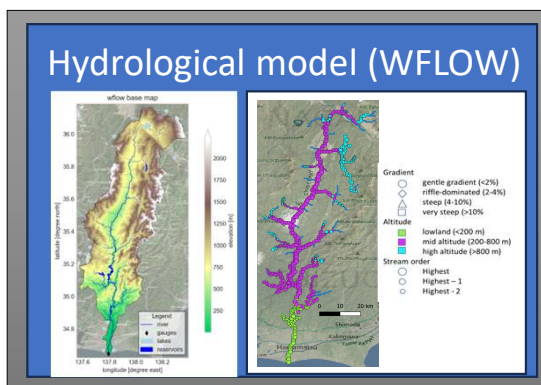 Hydrological model (WFLOW)
wflow base map
36.0
35.8
35.6
35.4
35.2
35.0
34.8
latitude [degree north]
137.6 137.8 138.0 138.2
longitude [degree east]
Legend
river
gauges
lakes
reservoirs
2000
1750
1500
1250
1000
750
500
250
elevation [m]
0 10 20 km
Hamamatsu
Shimada
Kakegawa
Gradient
gentle gradient (<2%)
riffle-dominated (2-4%)
steep (4-10%)
very steep (>10%)
Altitude
lowland (<200 m)
mid altitude (200-800 m)
high altitude (>800 m)
Stream order
Highest
Highest – 1
Highest - 2